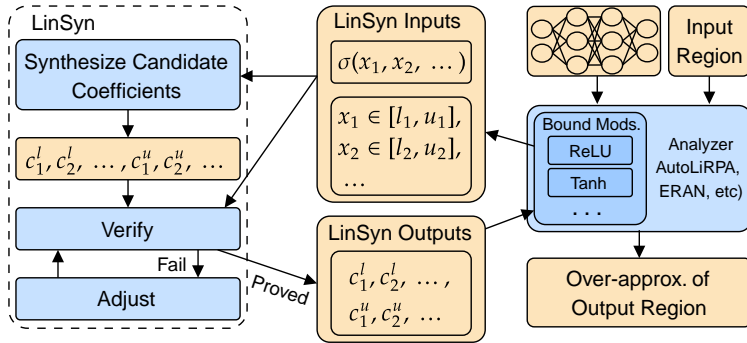 LinSyn
Synthesize Candidate
Coefficients
c₁ˡ, c₂ˡ, … , c₁ᵘ, c₂ᵘ, …
Verify
Fail
Adjust
Proved
LinSyn Inputs
σ(x₁, x₂, … )
x₁ ∈ [l₁, u₁],
x₂ ∈ [l₂, u₂],
…
LinSyn Outputs
c₁ˡ, c₂ˡ, … ,
c₁ᵘ, c₂ᵘ, …
Input
Region
Bound Mods.
ReLU
Tanh
. . .
Analyzer
AutoLiRPA,
ERAN, etc)
Over-approx. of
Output Region